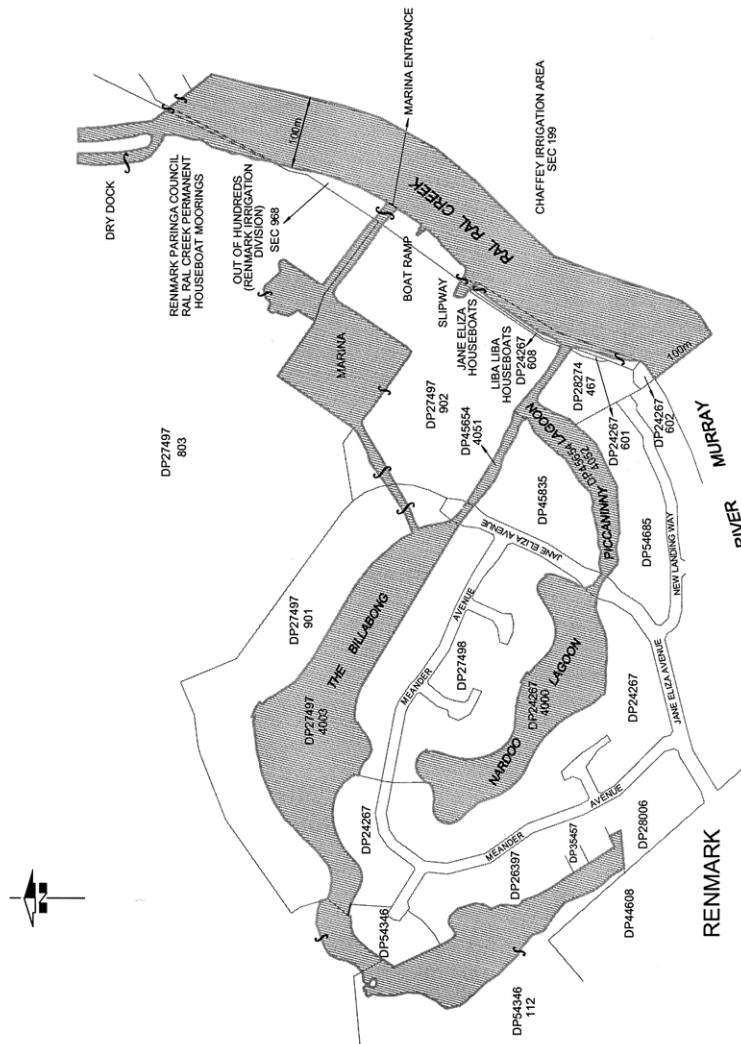 DRY DOCK
RENMARK PARINGA COUNCIL
RAL RAL CREEK PERMANENT
HOUSEBOAT MOORINGS
OUT OF HUNDREDS
(RENMARK IRRIGATION
DIVISION)
SEC 968
MARINA ENTRANCE
100m
RAL RAL CREEK
CHAFFEY IRRIGATION AREA
SEC 199
BOAT RAMP
SLIPWAY
JANE ELIZA
HOUSEBOATS
LIBA LIBA
HOUSEBOATS
DP24267
608
MARINA
DP27497
803
DP27497
902
DP45654
4051
DP28274
467
DP24267
601
DP24267
602
100m
PICCANINNY LAGOON
DP45654
4052
DP45835
DP54685
NEW LANDING WAY
MURRAY
RIVER
JANE ELIZA AVENUE
DP27497
901
THE BILLABONG
DP27497
4003
MEANDER AVENUE
DP27498
NARDOO LAGOON
DP24267
4000
DP24267
JANE ELIZA AVENUE
DP24267
MEANDER AVENUE
DP26397
DP35457
DP28006
DP54346
DP44608
DP54346
112
RENMARK
N